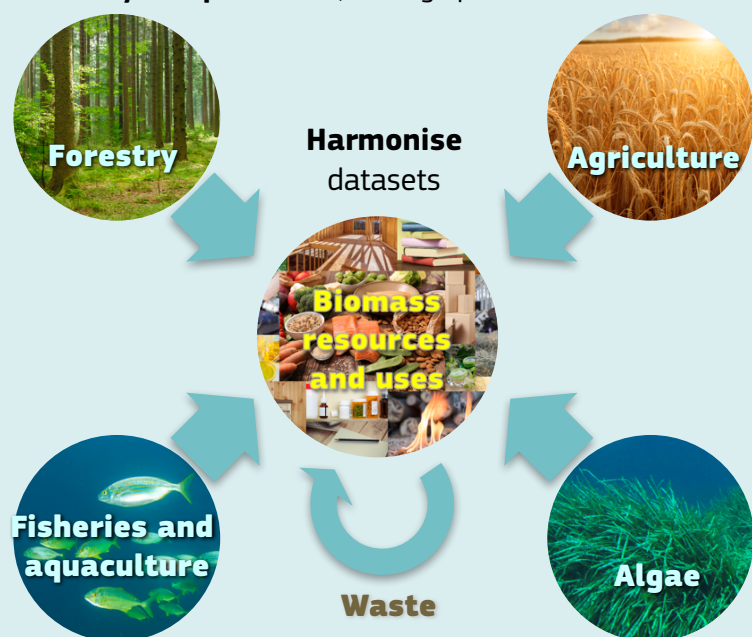 Forestry
Harmonise
datasets
Agriculture
Biomass
resources
and uses
Fisheries and
aquaculture
Waste
Algae